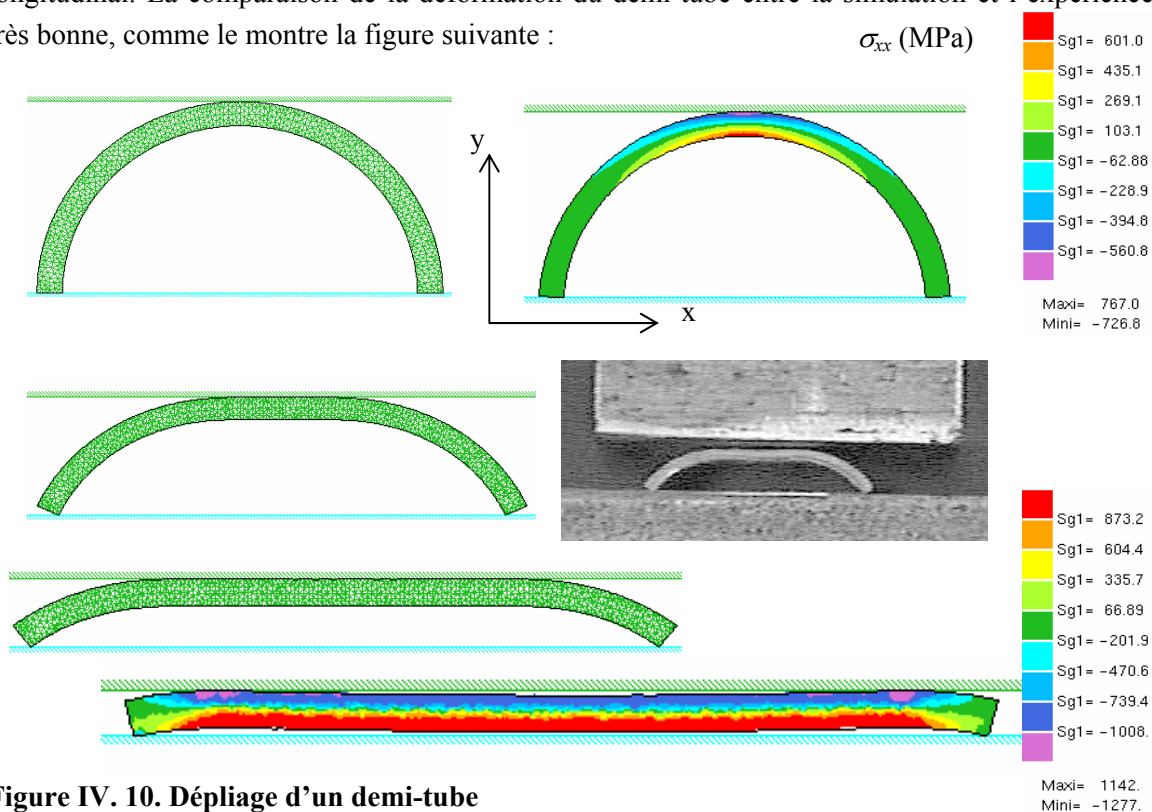 longitudinal. La comparaison de la déformation du demi-tube entre la simulation et l'expérience
très bonne, comme le montre la figure suivante :
σxx (MPa)
Sg1= 601.0
Sg1= 435.1
Sg1= 269.1
Sg1= 103.1
Sg1= -62.88
Sg1= -228.9
Sg1= -394.8
Sg1= -560.8
Maxi= 767.0
Mini= -726.8
y
x
Sg1= 873.2
Sg1= 604.4
Sg1= 335.7
Sg1= 66.89
Sg1= -201.9
Sg1= -470.6
Sg1= -739.4
Sg1= -1008.
Maxi= 1142.
Mini= -1277.
Figure IV. 10. Dépliage d'un demi-tube